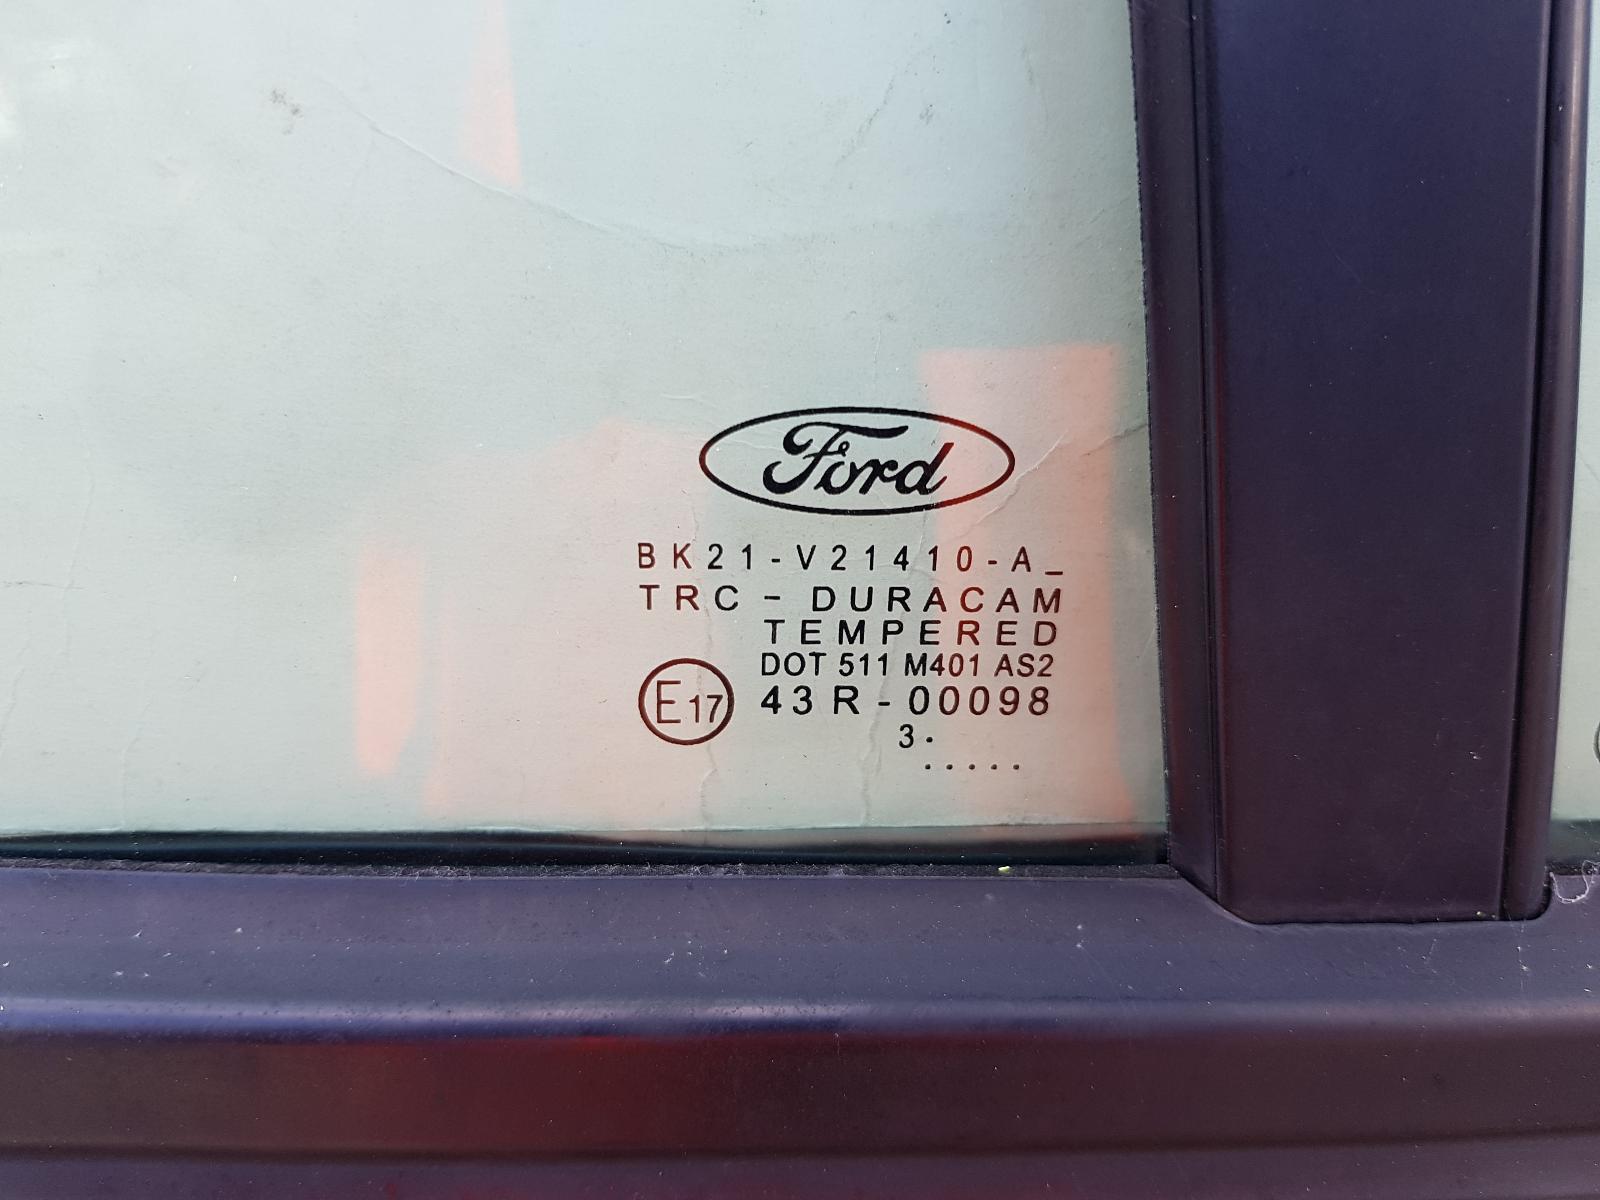 Ford
BK21-V21410-A_
TRC - DURACAM
TEMPERED
DOT 511 M401 AS2
E17 43R-00098
3.
.....